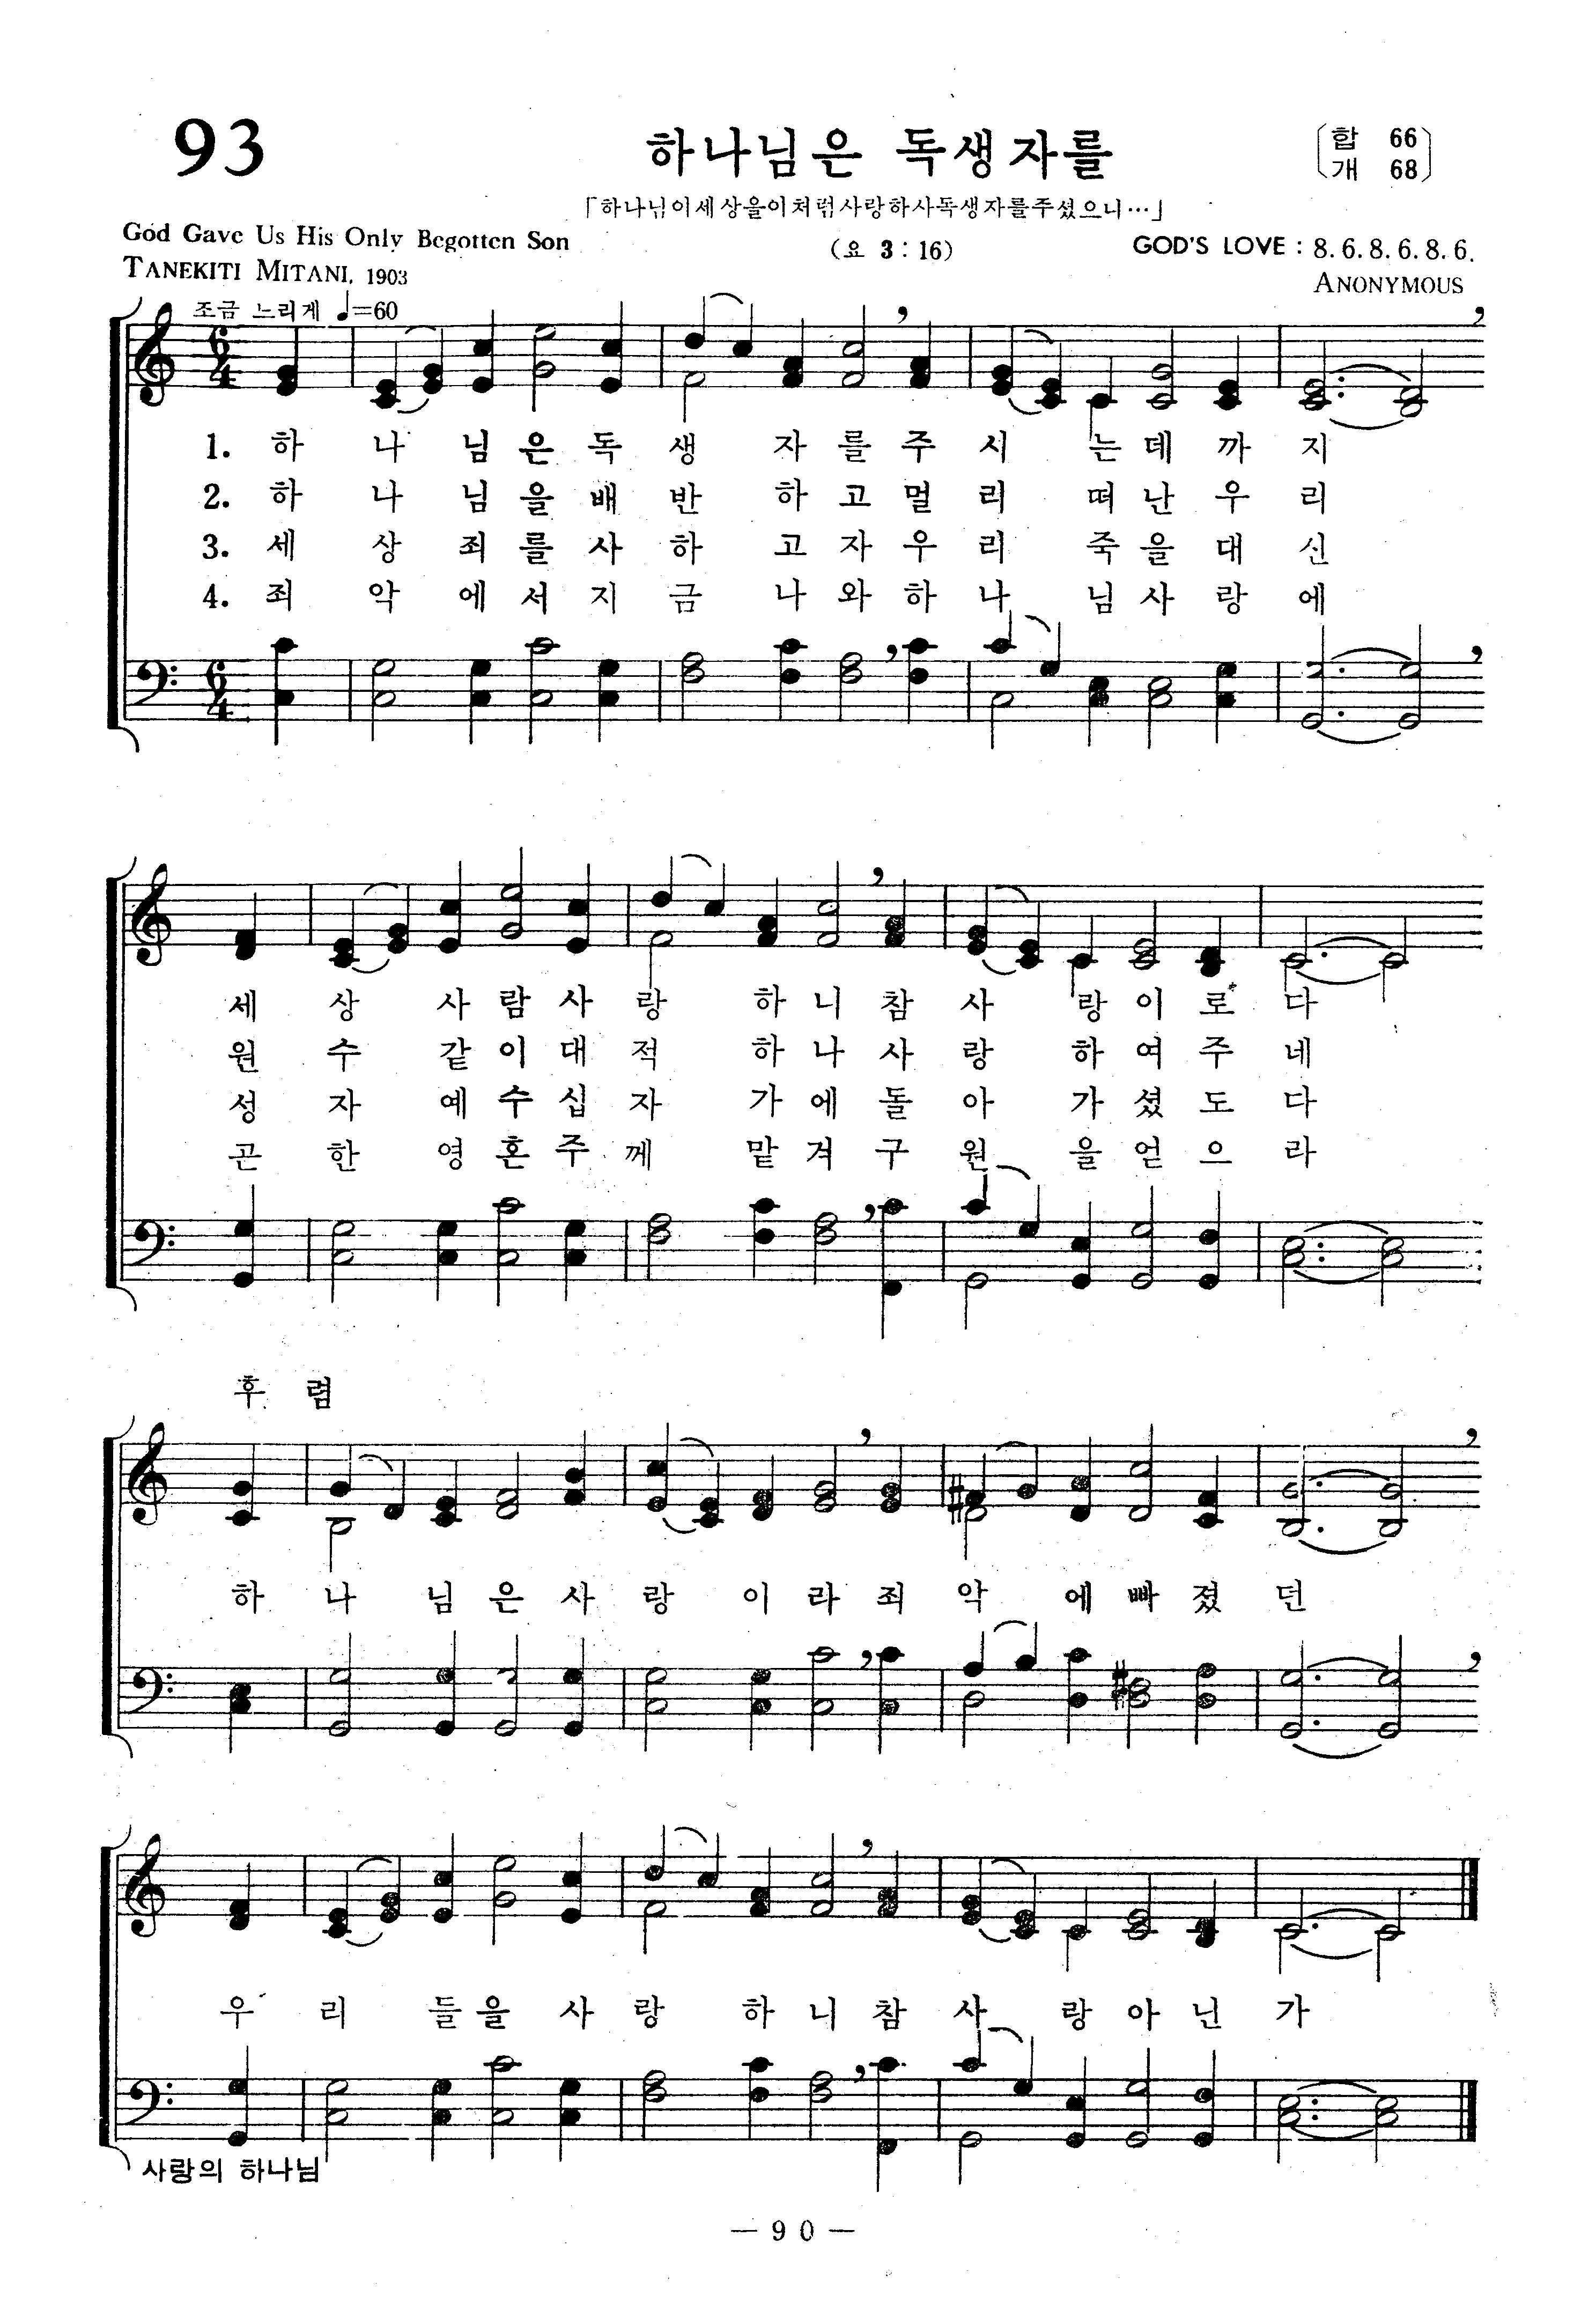 93
하나님은 독생자를
합 66
개 68
「하나님이세상을이처럼사랑하사독생자를주셨으니…」
God Gave Us His Only Begotten Son
(요 3 : 16)
GOD'S LOVE : 8. 6. 8. 6. 8. 6.
TANEKITI MITANI, 1903
ANONYMOUS
조금 느리게 ♩=60
1. 하 나 님 은 독 생 자 를 주 시 는 데 까 지
2. 하 나 님 을 배 반 하 고 멀 리 떠 난 우 리
3. 세 상 죄 를 사 하 고 자 우 리 죽 을 대 신
4. 죄 악 에 서 지 금 나 와 하 나 님 사 랑 에
세 상 사 람 사 랑 하 니 참 사 랑 이 로 다
원 수 같 이 대 적 하 나 사 랑 하 여 주 네
성 자 예 수 십 자 가 에 돌 아 가 셨 도 다
곤 한 영 혼 주 께 맡 겨 구 원 을 얻 으 라
후 렴
하 나 님 은 사 랑 이 라 죄 악 에 빠 졌 던
우 리 들 을 사 랑 하 니 참 사 랑 아 닌 가
사랑의 하나님
— 9 0 —